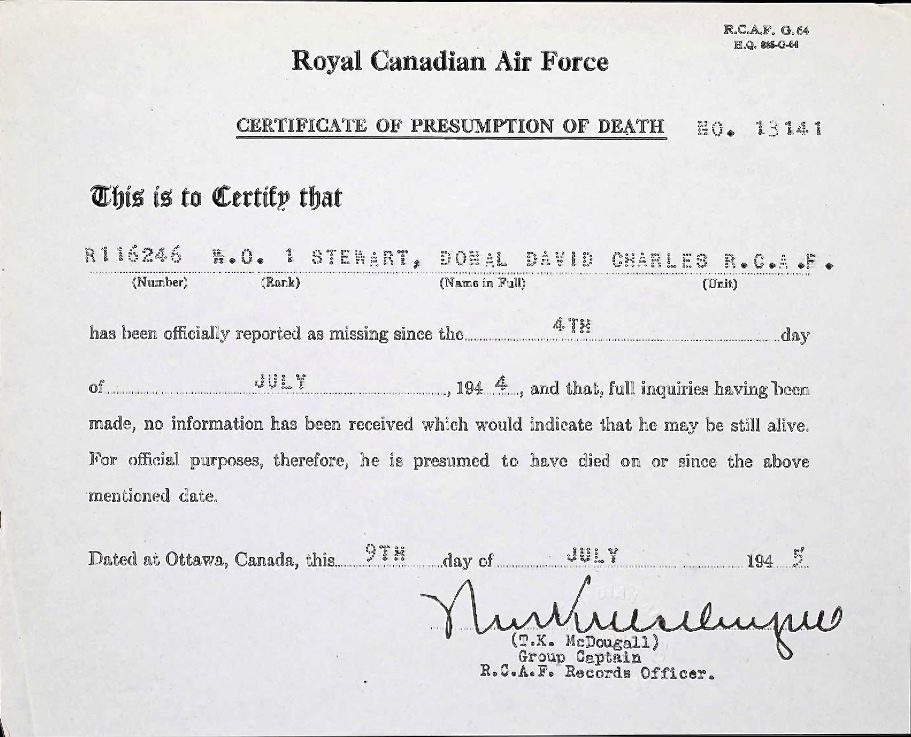 R.C.A.F. G.64
H.Q. 885-G-64
Royal Canadian Air Force
CERTIFICATE OF PRESUMPTION OF DEATH NO. 13141
This is to Certify that
R116246 W.O. 1 STEWART, DONAL DAVID CHARLES R.C.A.F.
(Number) (Rank) (Name in Full) (Unit)
has been officially reported as missing since the 4TH day
of JULY, 194 4, and that, full inquiries having been
made, no information has been received which would indicate that he may be still alive.
For official purposes, therefore, he is presumed to have died on or since the above
mentioned date.
Dated at Ottawa, Canada, this 9TH day of JULY 194 5
(T.K. McDougall)
Group Captain
R.C.A.F. Records Officer.